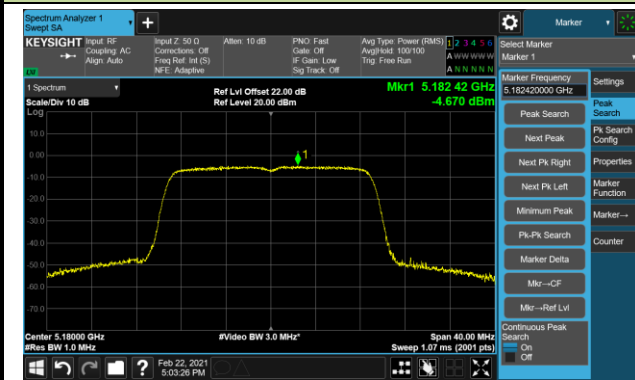 Spectrum Analyzer 1
Swept SA
+
Marker
KEYSIGHT
Input: RF
Coupling: AC
Align: Auto
Input Z: 50 Ω
Corrections: Off
Freq Ref: Int (S)
NFE: Adaptive
Atten: 10 dB
PNO: Fast
Gate: Off
IF Gain: Low
Sig Track: Off
Avg Type: Power (RMS)
Avg|Hold: 100/100
Trig: Free Run
1 2 3 4 5 6
A W W W W W
A N N N N N
Select Marker
Marker 1
1 Spectrum
Scale/Div 10 dB
Log
Ref Lvl Offset 22.00 dB
Ref Level 20.00 dBm
Mkr1 5.182 42 GHz
-4.670 dBm
10.0
0.00
-10.0
-20.0
-30.0
-40.0
-50.0
-60.0
-70.0
1
Center 5.18000 GHz
#Res BW 1.0 MHz
#Video BW 3.0 MHz*
Span 40.00 MHz
Sweep 1.07 ms (2001 pts)
Marker Frequency
5.182420000 GHz
Peak Search
Next Peak
Next Pk Right
Next Pk Left
Minimum Peak
Pk-Pk Search
Marker Delta
Mkr→CF
Mkr→Ref Lvl
Continuous Peak
Search
On
Off
Settings
Peak
Search
Pk Search
Config
Properties
Marker
Function
Marker→
Counter
?
Feb 22, 2021
5:03:26 PM